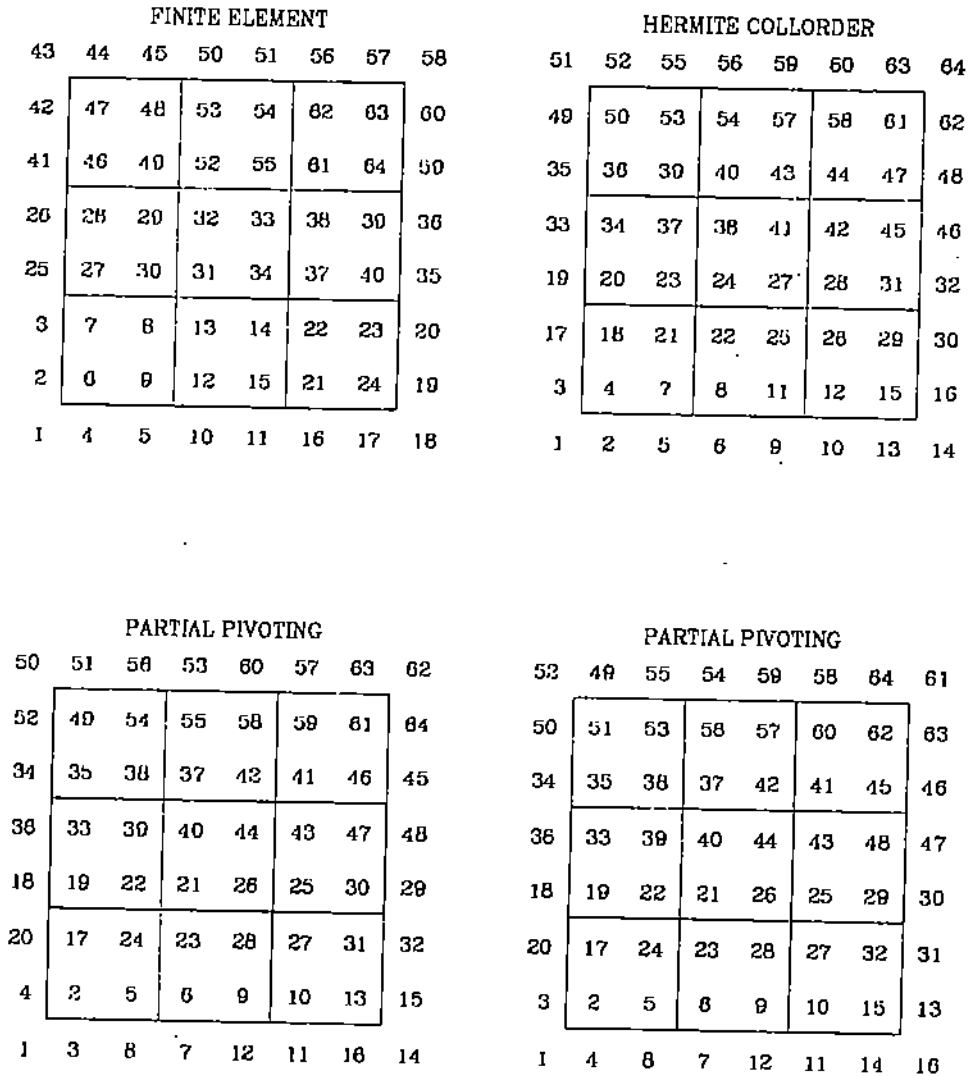 FINITE ELEMENT
43 44 45 50 51 56 57 58
42 47 48 53 54 62 63 60
41 46 49 52 55 61 64 59
26 28 29 32 33 38 39 36
25 27 30 31 34 37 40 35
3 7 8 13 14 22 23 20
2 6 9 12 15 21 24 19
1 4 5 10 11 16 17 18
HERMITE COLLORDER
51 52 55 56 59 60 63 64
49 50 53 54 57 58 61 62
35 36 39 40 43 44 47 48
33 34 37 38 41 42 45 46
19 20 23 24 27 28 31 32
17 18 21 22 25 26 29 30
3 4 7 8 11 12 15 16
1 2 5 6 9 10 13 14
PARTIAL PIVOTING
50 51 56 53 60 57 63 62
52 49 54 55 58 59 61 64
34 35 38 37 42 41 46 45
36 33 39 40 44 43 47 48
18 19 22 21 26 25 30 29
20 17 24 23 28 27 31 32
4 2 5 6 9 10 13 15
1 3 8 7 12 11 16 14
PARTIAL PIVOTING
52 49 55 54 59 58 64 61
50 51 53 56 57 60 62 63
34 35 38 37 42 41 45 46
36 33 39 40 44 43 48 47
18 19 22 21 26 25 29 30
20 17 24 23 28 27 32 31
3 2 5 6 9 10 15 13
1 4 8 7 12 11 14 16